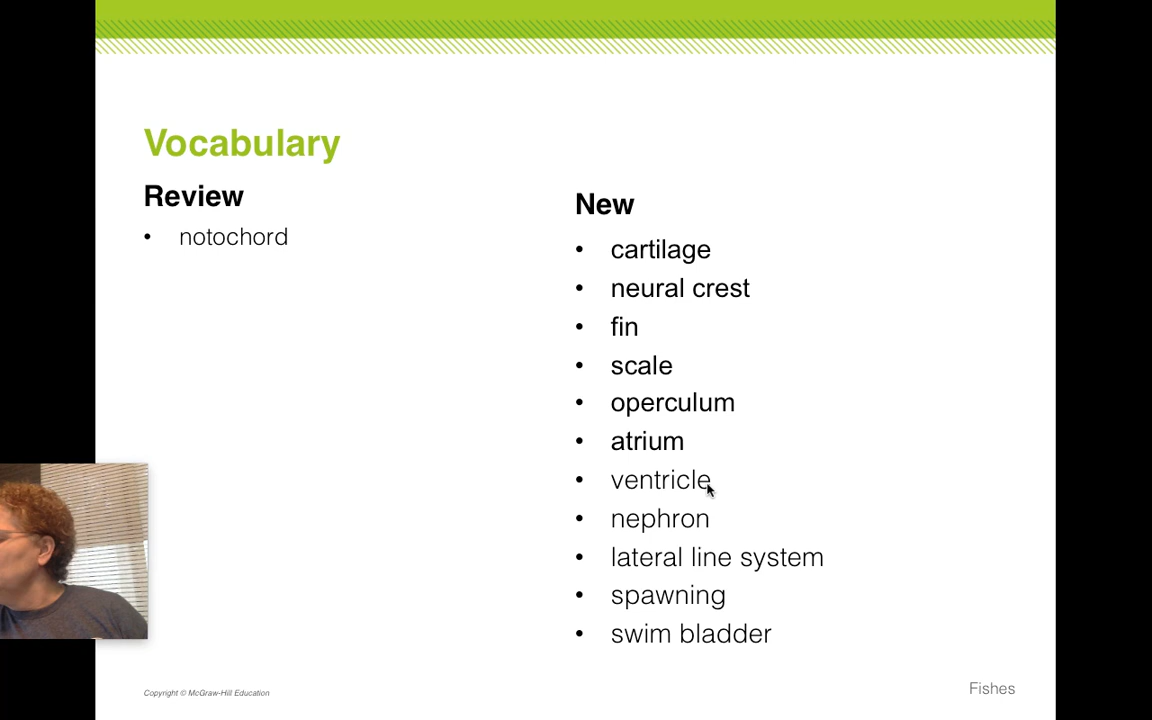 Vocabulary
Review
• notochord
New
• cartilage
• neural crest
• fin
• scale
• operculum
• atrium
• ventricle
• nephron
• lateral line system
• spawning
• swim bladder
Copyright © McGraw-Hill Education
Fishes